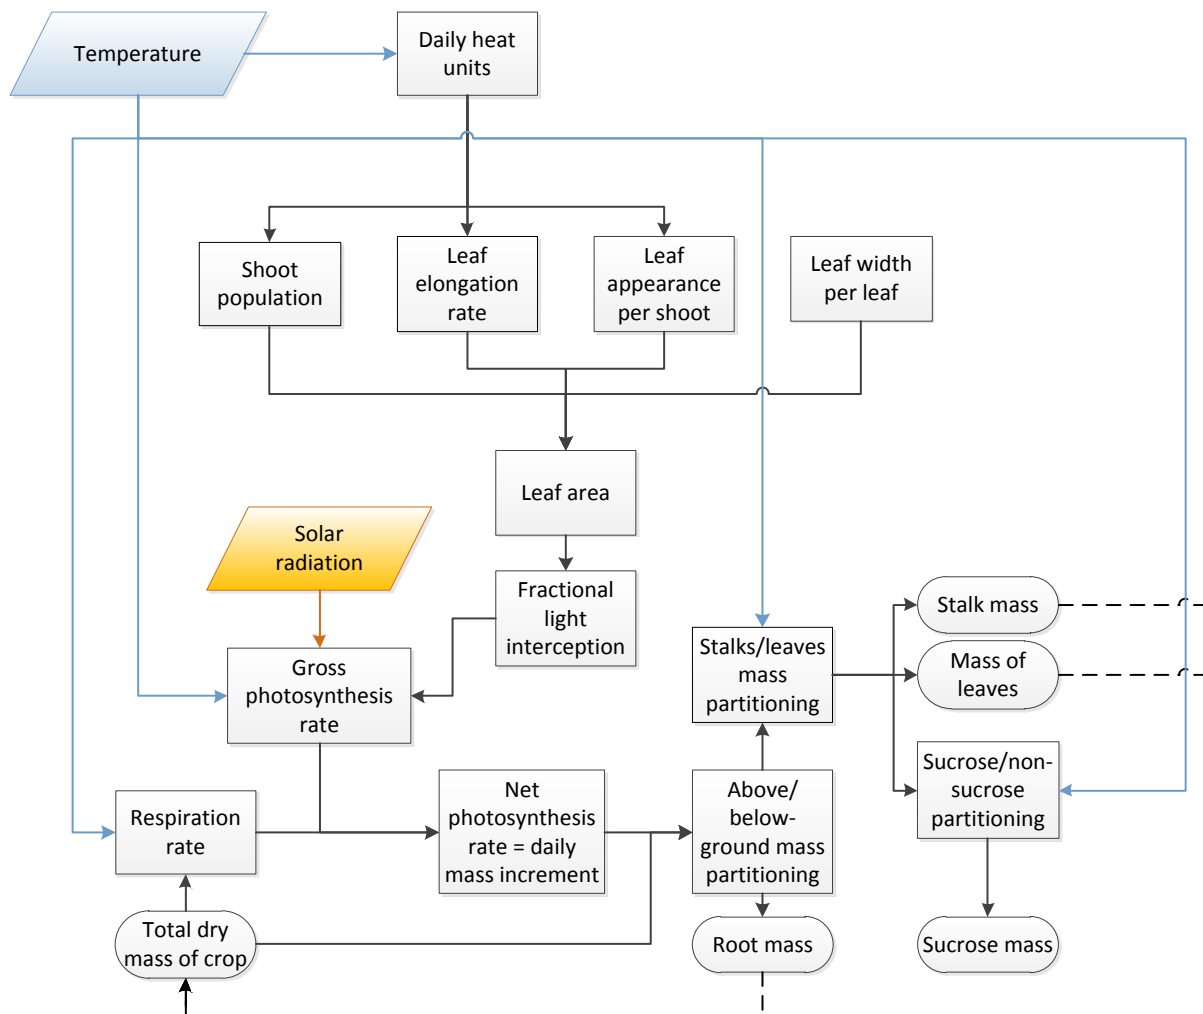 Temperature
Daily heat
units
Shoot
population
Leaf
elongation
rate
Leaf
appearance
per shoot
Leaf width
per leaf
Leaf area
Solar
radiation
Fractional
light
interception
Gross
photosynthesis
rate
Stalks/leaves
mass
partitioning
Stalk mass
Mass of
leaves
Sucrose/non-
sucrose
partitioning
Respiration
rate
Net
photosynthesis
rate = daily
mass increment
Above/
below-
ground mass
partitioning
Total dry
mass of crop
Root mass
Sucrose mass